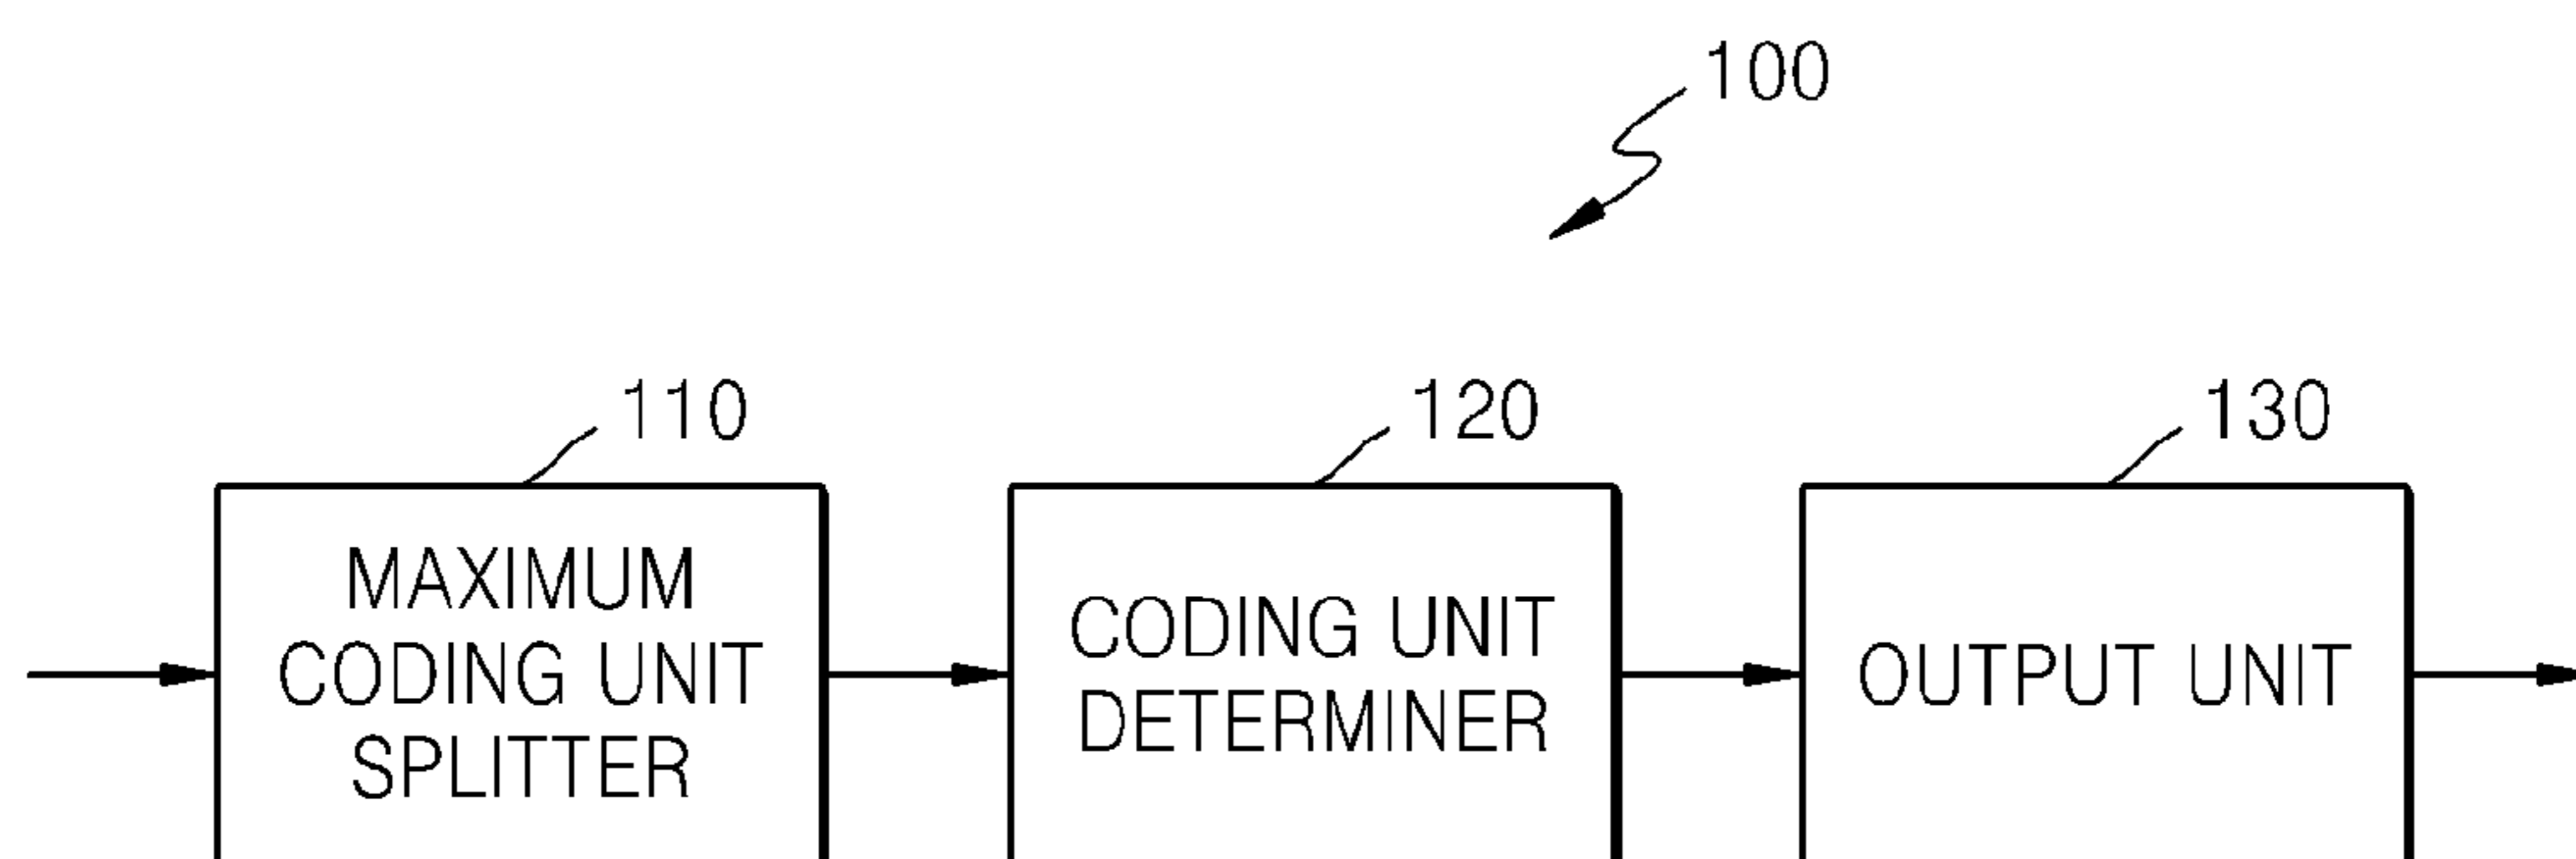 100
110
120
130
MAXIMUM
CODING UNIT
SPLITTER
CODING UNIT
DETERMINER
OUTPUT UNIT